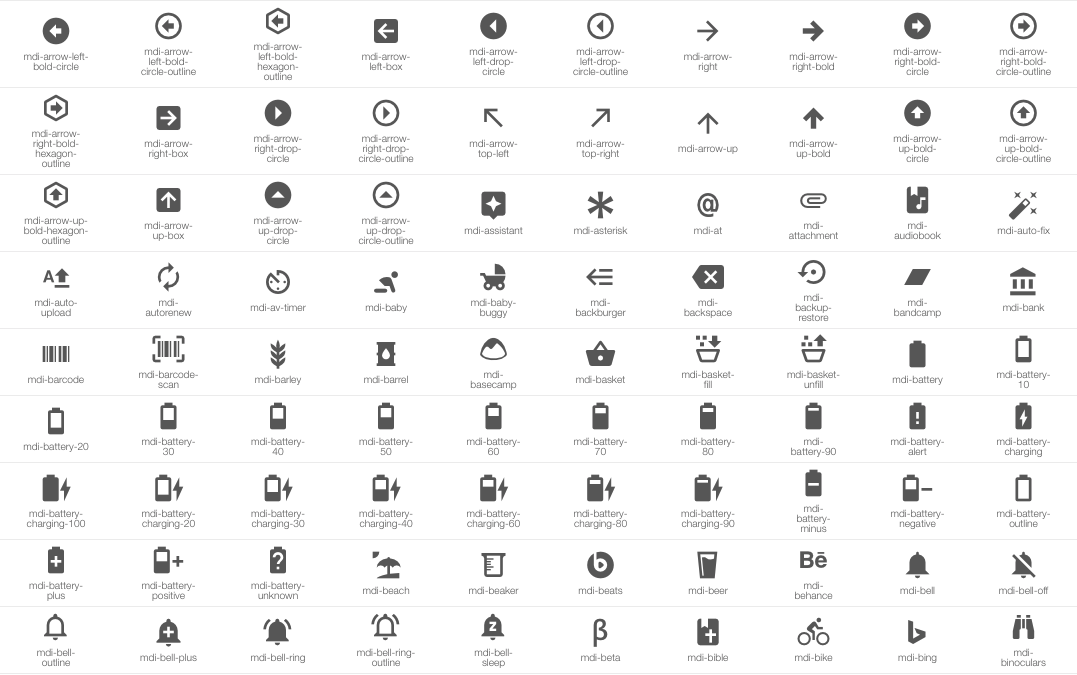 mdi-arrow-left-
bold-circle
mdi-arrow-
left-bold-
circle-outline
mdi-arrow-
left-bold-
hexagon-
outline
mdi-arrow-
left-box
mdi-arrow-
left-drop-
circle
mdi-arrow-
left-drop-
circle-outline
mdi-arrow-
right
mdi-arrow-
right-bold
mdi-arrow-
right-bold-
circle
mdi-arrow-
right-bold-
circle-outline
mdi-arrow-
right-bold-
hexagon-
outline
mdi-arrow-
right-box
mdi-arrow-
right-drop-
circle
mdi-arrow-
right-drop-
circle-outline
mdi-arrow-
top-left
mdi-arrow-
top-right
mdi-arrow-up
mdi-arrow-
up-bold
mdi-arrow-
up-bold-
circle
mdi-arrow-
up-bold-
circle-outline
mdi-arrow-up-
bold-hexagon-
outline
mdi-arrow-
up-box
mdi-arrow-
up-drop-
circle
mdi-arrow-
up-drop-
circle-outline
mdi-assistant
mdi-asterisk
@
mdi-at
mdi-
attachment
mdi-
audiobook
mdi-auto-fix
A
mdi-auto-
upload
mdi-
autorenew
mdi-av-timer
mdi-baby
mdi-baby-
buggy
mdi-
backburger
mdi-
backspace
mdi-
backup-
restore
mdi-
bandcamp
mdi-bank
mdi-barcode
mdi-barcode-
scan
mdi-barley
mdi-barrel
mdi-
basecamp
mdi-basket
mdi-basket-
fill
mdi-basket-
unfill
mdi-battery
mdi-battery-
10
mdi-battery-20
mdi-battery-
30
mdi-battery-
40
mdi-battery-
50
mdi-battery-
60
mdi-battery-
70
mdi-battery-
80
mdi-
battery-90
mdi-battery-
alert
mdi-battery-
charging
mdi-battery-
charging-100
mdi-battery-
charging-20
mdi-battery-
charging-30
mdi-battery-
charging-40
mdi-battery-
charging-60
mdi-battery-
charging-80
mdi-battery-
charging-90
mdi-
battery-
minus
mdi-battery-
negative
mdi-battery-
outline
mdi-battery-
plus
mdi-battery-
positive
mdi-battery-
unknown
mdi-beach
mdi-beaker
mdi-beats
mdi-beer
Bē
mdi-
behance
mdi-bell
mdi-bell-off
mdi-bell-
outline
mdi-bell-plus
mdi-bell-ring
mdi-bell-ring-
outline
z
mdi-bell-
sleep
β
mdi-beta
mdi-bible
mdi-bike
mdi-bing
mdi-
binoculars